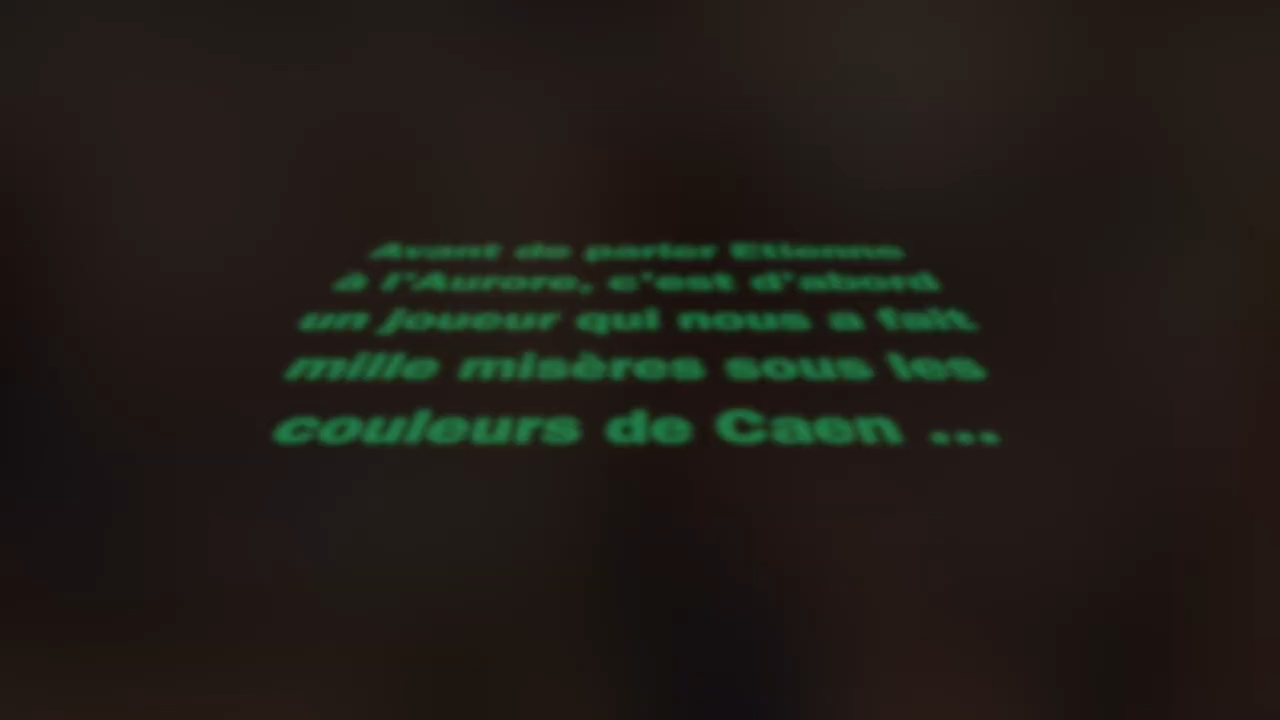 Avant de parler Etienne
à l'Aurore, c'est d'abord
un joueur qui nous a fait
mille misères sous les
couleurs de Caen ...